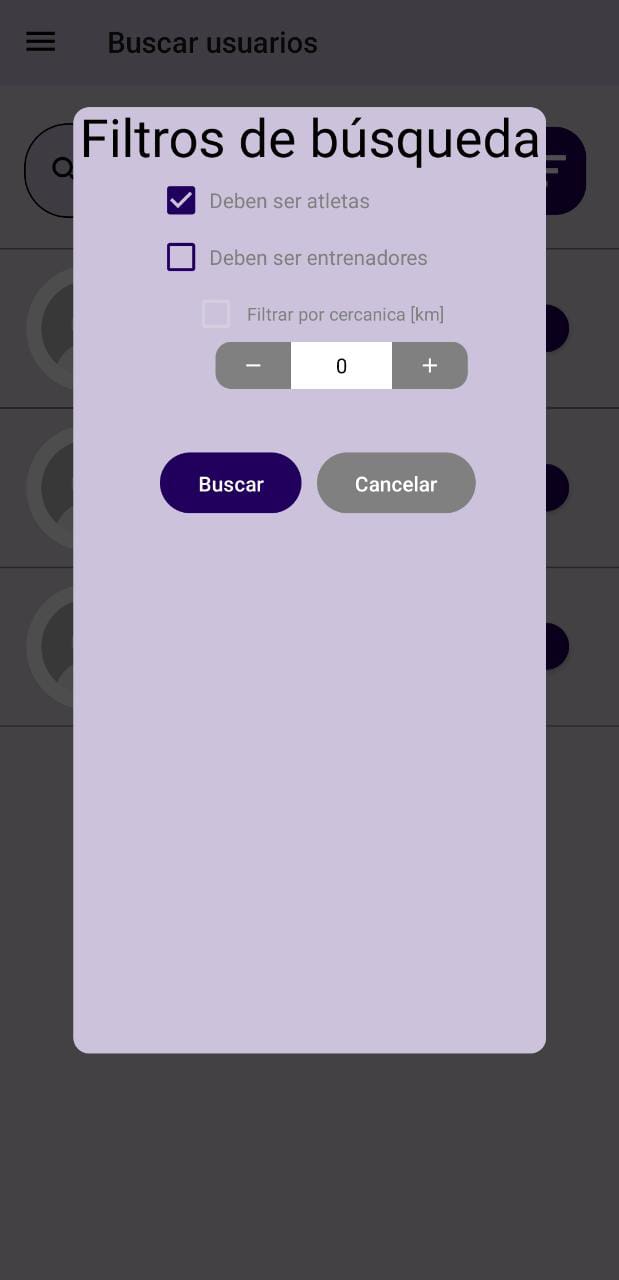 Buscar usuarios
Filtros de búsqueda
Deben ser atletas
Deben ser entrenadores
Filtrar por cercanica [km]
− 0 +
Buscar Cancelar